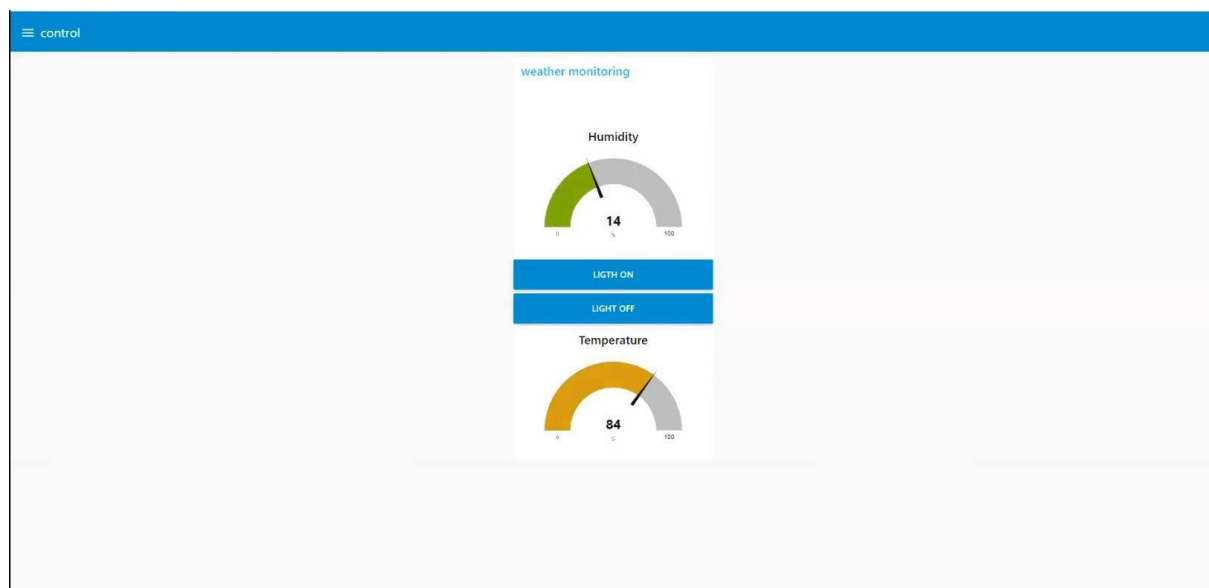 control
weather monitoring
Humidity
14
0 % 100
LIGTH ON
LIGHT OFF
Temperature
84
0 100